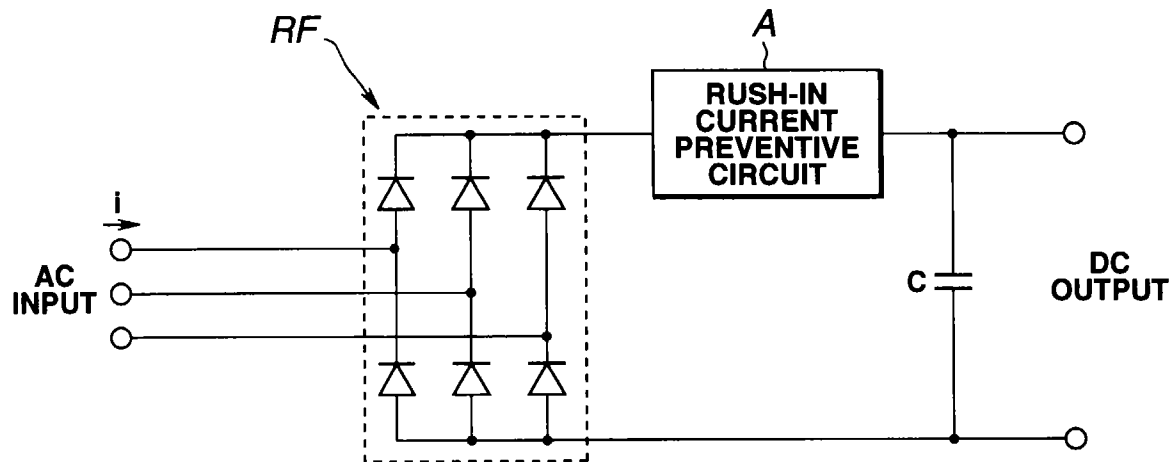 RF
A
RUSH-IN
CURRENT
PREVENTIVE
CIRCUIT
i
AC
INPUT
C
DC
OUTPUT